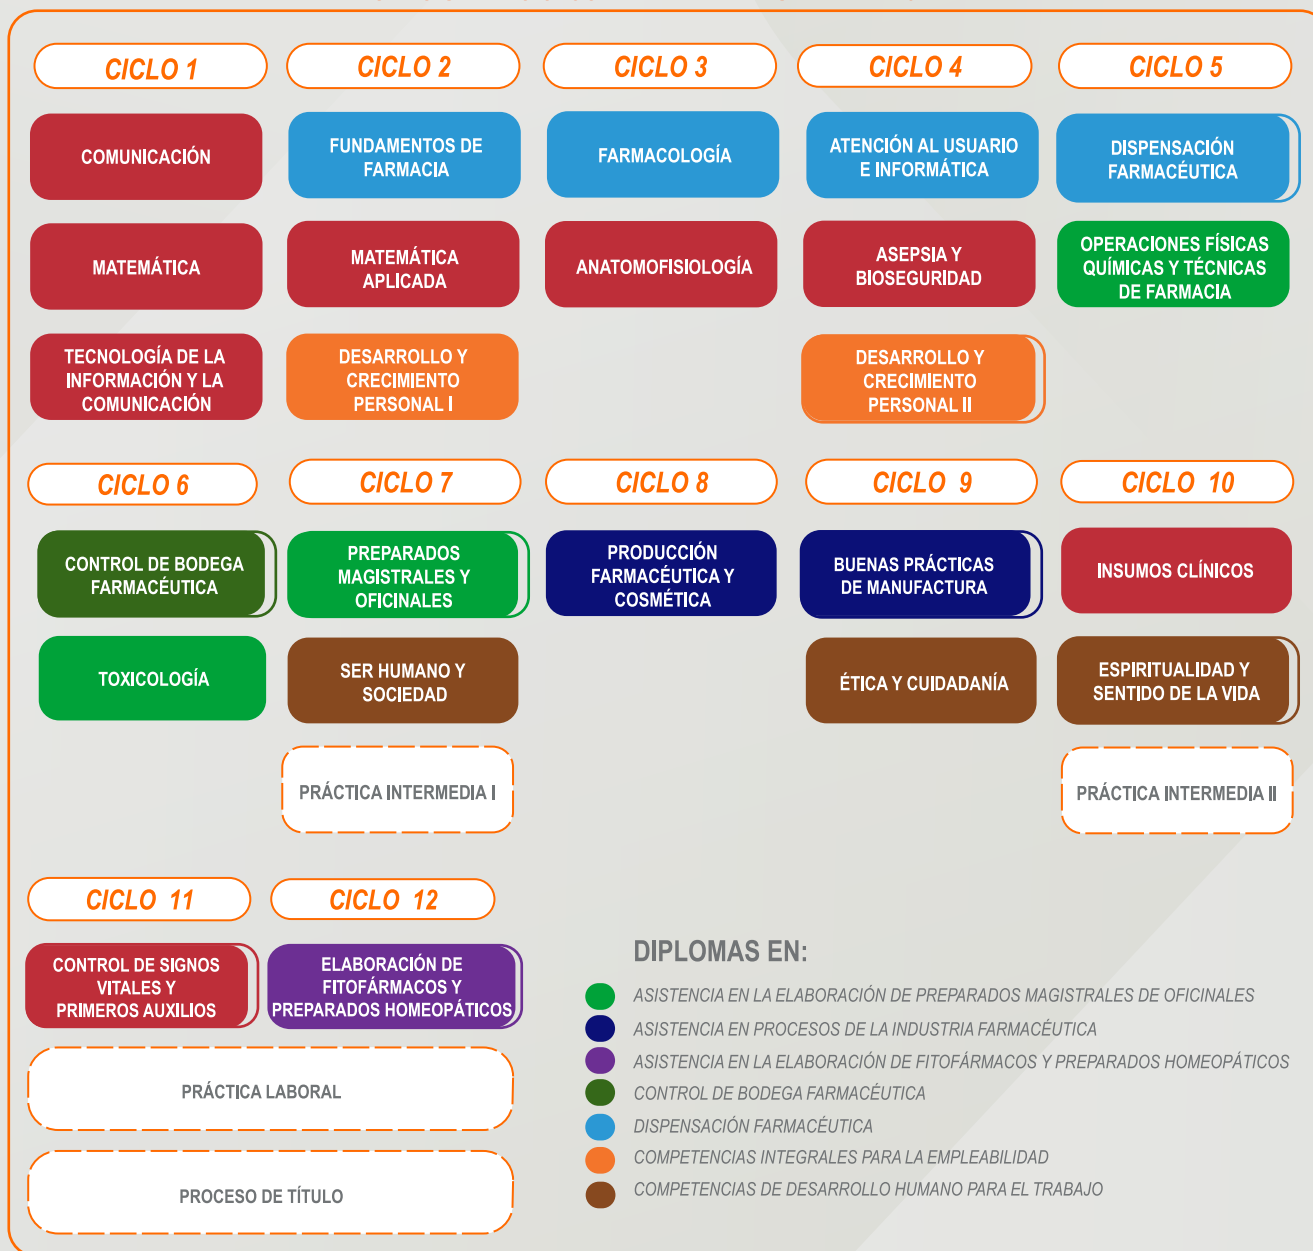 CICLO 1
CICLO 2
CICLO 3
CICLO 4
CICLO 5
COMUNICACIÓN
FUNDAMENTOS DE
FARMACIA
FARMACOLOGÍA
ATENCIÓN AL USUARIO
E INFORMÁTICA
DISPENSACIÓN
FARMACÉUTICA
MATEMÁTICA
MATEMÁTICA
APLICADA
ANATOMOFISIOLOGÍA
ASEPSIA Y
BIOSEGURIDAD
OPERACIONES FÍSICAS
QUÍMICAS Y TÉCNICAS
DE FARMACIA
TECNOLOGÍA DE LA
INFORMACIÓN Y LA
COMUNICACIÓN
DESARROLLO Y
CRECIMIENTO
PERSONAL I
DESARROLLO Y
CRECIMIENTO
PERSONAL II
CICLO 6
CICLO 7
CICLO 8
CICLO 9
CICLO 10
CONTROL DE BODEGA
FARMACÉUTICA
PREPARADOS
MAGISTRALES Y
OFICINALES
PRODUCCIÓN
FARMACÉUTICA Y
COSMÉTICA
BUENAS PRÁCTICAS
DE MANUFACTURA
INSUMOS CLÍNICOS
TOXICOLOGÍA
SER HUMANO Y
SOCIEDAD
ÉTICA Y CUIDADANÍA
ESPIRITUALIDAD Y
SENTIDO DE LA VIDA
PRÁCTICA INTERMEDIA I
PRÁCTICA INTERMEDIA II
CICLO 11
CICLO 12
CONTROL DE SIGNOS
VITALES Y
PRIMEROS AUXILIOS
ELABORACIÓN DE
FITOFÁRMACOS Y
PREPARADOS HOMEOPÁTICOS
PRÁCTICA LABORAL
PROCESO DE TÍTULO
DIPLOMAS EN:
ASISTENCIA EN LA ELABORACIÓN DE PREPARADOS MAGISTRALES DE OFICINALES
ASISTENCIA EN PROCESOS DE LA INDUSTRIA FARMACÉUTICA
ASISTENCIA EN LA ELABORACIÓN DE FITOFÁRMACOS Y PREPARADOS HOMEOPÁTICOS
CONTROL DE BODEGA FARMACÉUTICA
DISPENSACIÓN FARMACÉUTICA
COMPETENCIAS INTEGRALES PARA LA EMPLEABILIDAD
COMPETENCIAS DE DESARROLLO HUMANO PARA EL TRABAJO